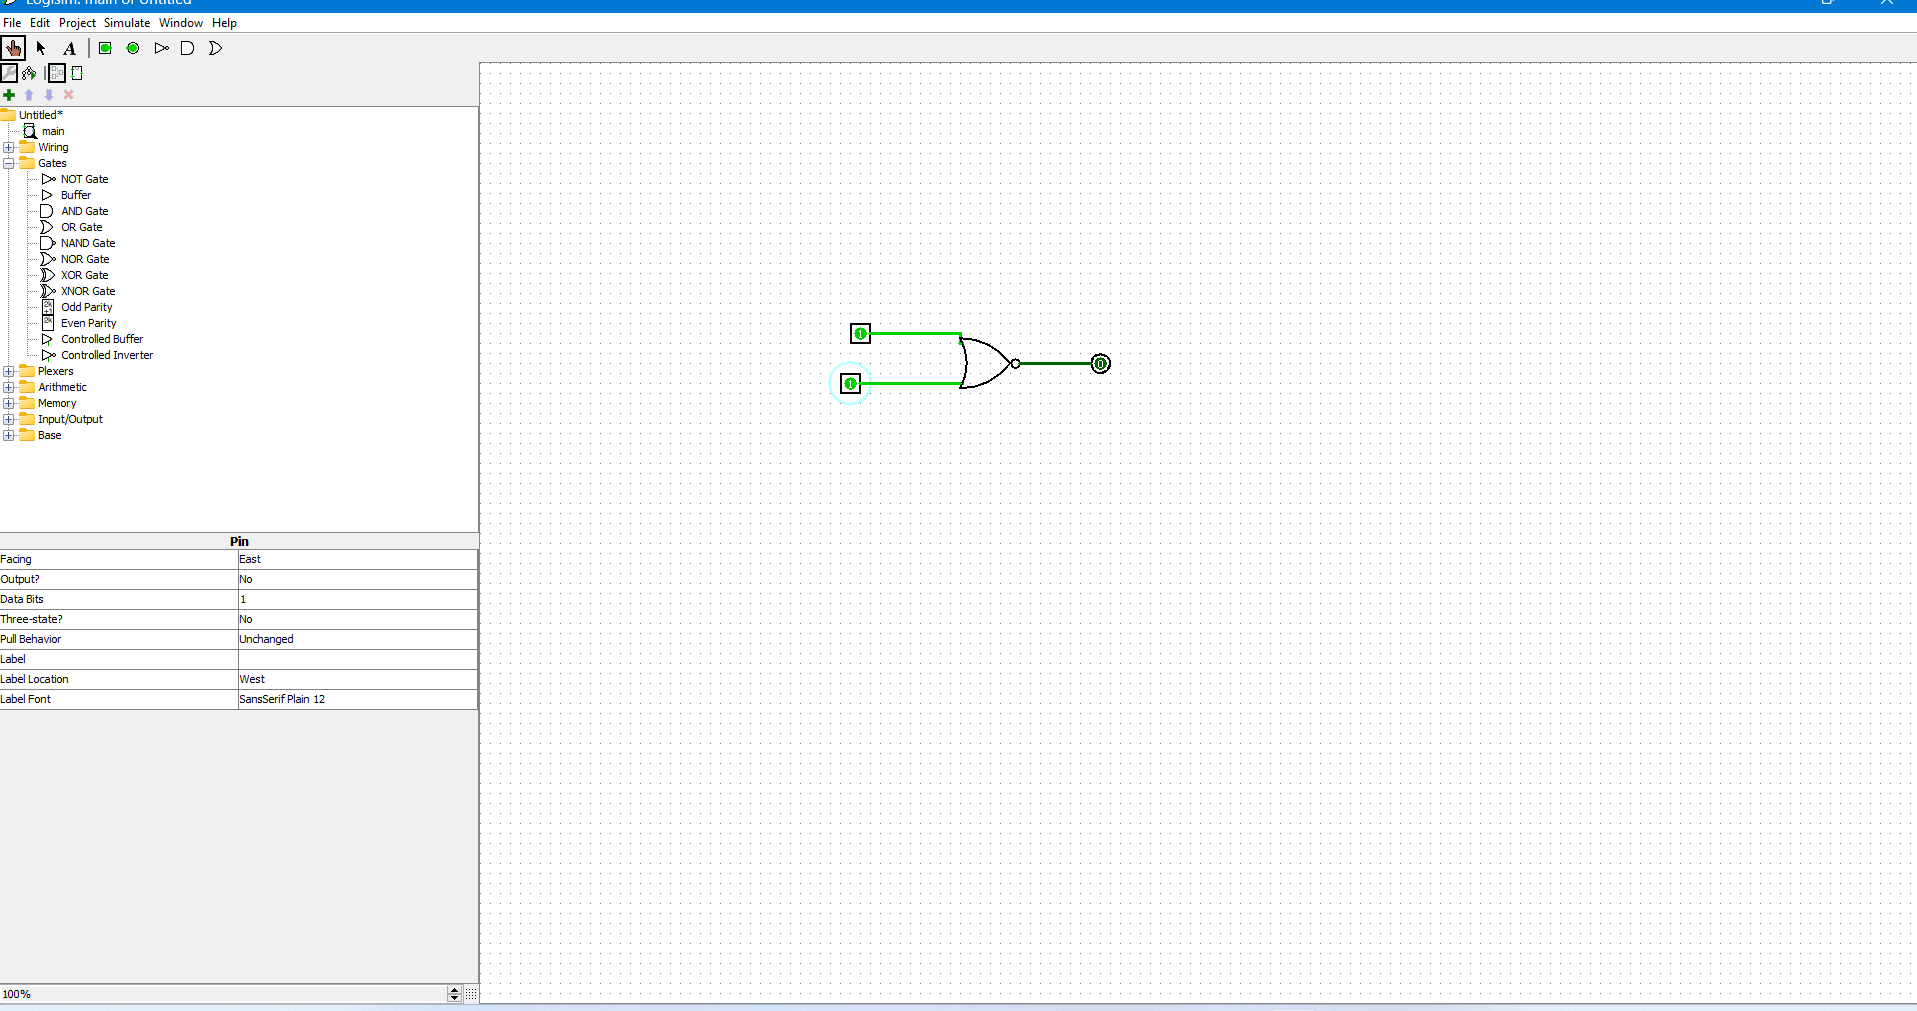 Logisim: main of Untitled
File Edit Project Simulate Window Help
A
Untitled*
main
Wiring
Gates
NOT Gate
Buffer
AND Gate
OR Gate
NAND Gate
NOR Gate
XOR Gate
XNOR Gate
2k+1 Odd Parity
2k Even Parity
Controlled Buffer
Controlled Inverter
Plexers
Arithmetic
Memory
Input/Output
Base
1
1
0
Pin
Facing East
Output? No
Data Bits 1
Three-state? No
Pull Behavior Unchanged
Label
Label Location West
Label Font SansSerif Plain 12
100%